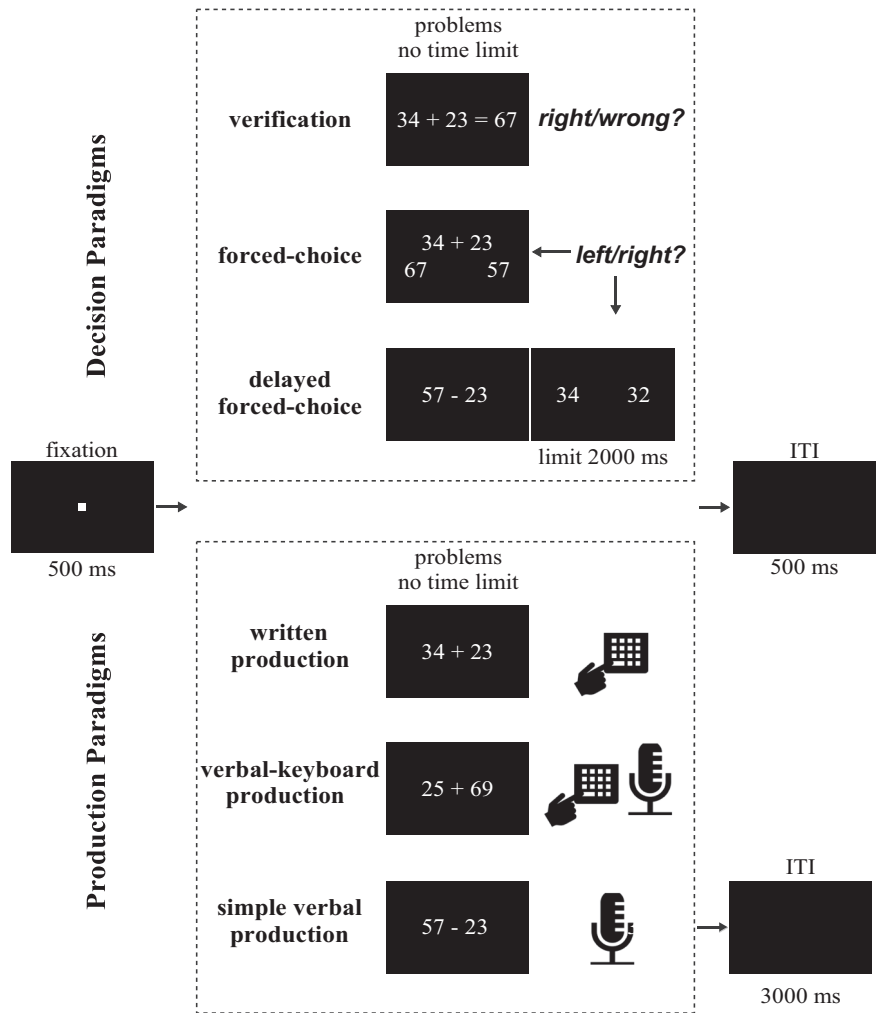 problems
no time limit
Decision Paradigms
verification
34 + 23 = 67
right/wrong?
forced-choice
34 + 23
67 57
left/right?
delayed
forced-choice
57 - 23
34 32
limit 2000 ms
fixation
500 ms
ITI
500 ms
problems
no time limit
Production Paradigms
written
production
34 + 23
verbal-keyboard
production
25 + 69
simple verbal
production
57 - 23
ITI
3000 ms